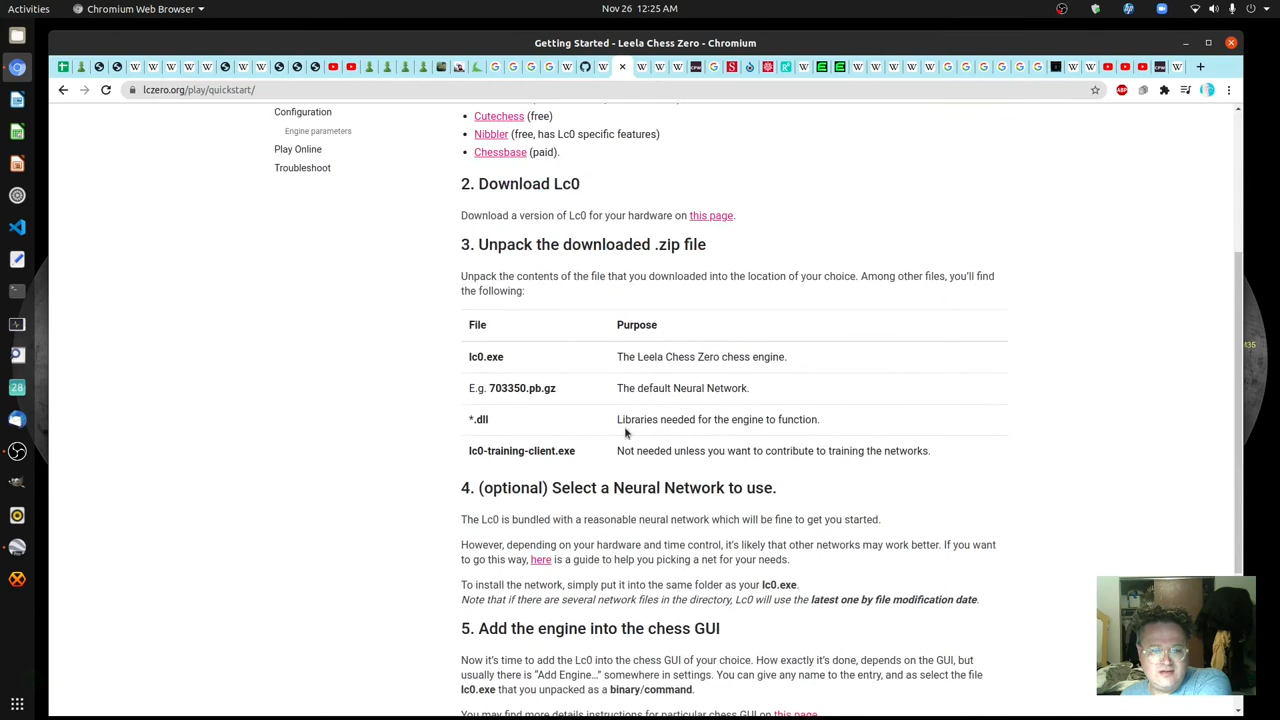 Activities
Chromium Web Browser
Nov 26 12:25 AM
Getting Started - Leela Chess Zero - Chromium
lczero.org/play/quickstart/
Configuration
Engine parameters
Play Online
Troubleshoot
Cutechess (free)
Nibbler (free, has Lc0 specific features)
Chessbase (paid).
2. Download Lc0
Download a version of Lc0 for your hardware on this page.
3. Unpack the downloaded .zip file
Unpack the contents of the file that you downloaded into the location of your choice. Among other files, you'll find
the following:
File Purpose
lc0.exe The Leela Chess Zero chess engine.
E.g. 703350.pb.gz The default Neural Network.
*.dll Libraries needed for the engine to function.
lc0-training-client.exe Not needed unless you want to contribute to training the networks.
4. (optional) Select a Neural Network to use.
The Lc0 is bundled with a reasonable neural network which will be fine to get you started.
However, depending on your hardware and time control, it's likely that other networks may work better. If you want
to go this way, here is a guide to help you picking a net for your needs.
To install the network, simply put it into the same folder as your lc0.exe.
Note that if there are several network files in the directory, Lc0 will use the latest one by file modification date.
5. Add the engine into the chess GUI
Now it's time to add the Lc0 into the chess GUI of your choice. How exactly it's done, depends on the GUI, but
usually there is "Add Engine..." somewhere in settings. You can give any name to the entry, and as select the file
lc0.exe that you unpacked as a binary/command.
You may find more details instructions for particular chess GUI on this page